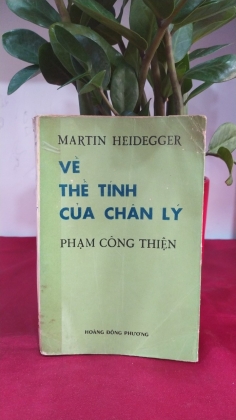 MARTIN HEIDEGGER
VỀ
THỂ TÍNH
CỦA CHÂN LÝ
PHẠM CÔNG THIỆN
HOÀNG ĐÔNG PHƯƠNG